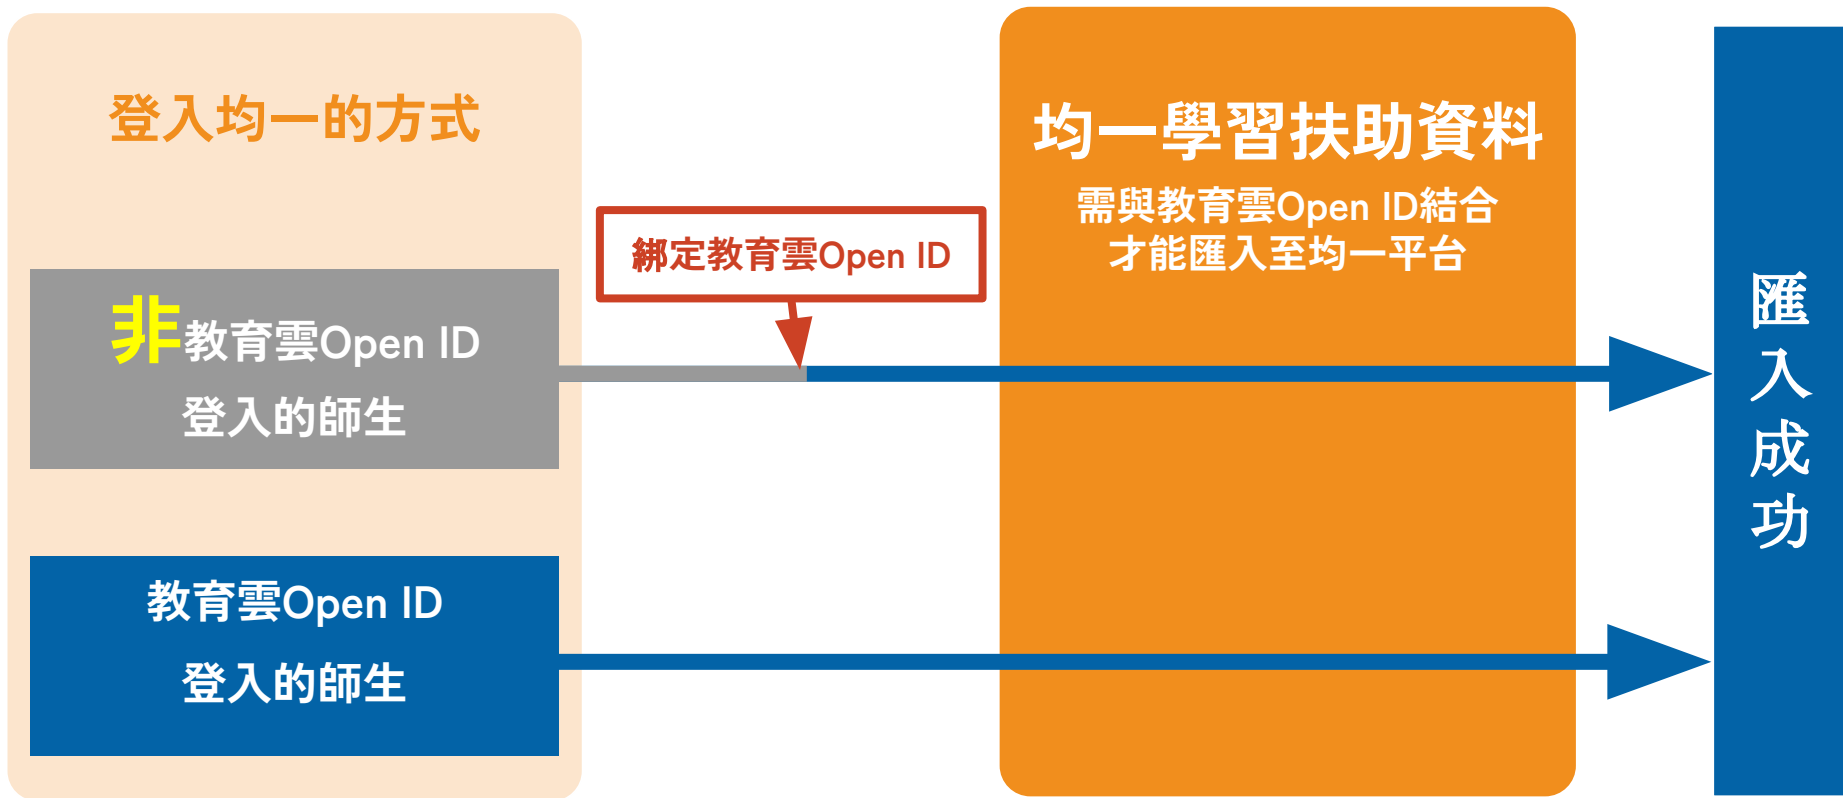 登入均一的方式
非教育雲Open ID
登入的師生
教育雲Open ID
登入的師生
綁定教育雲Open ID
均一學習扶助資料
需與教育雲Open ID結合
才能匯入至均一平台
匯入成功